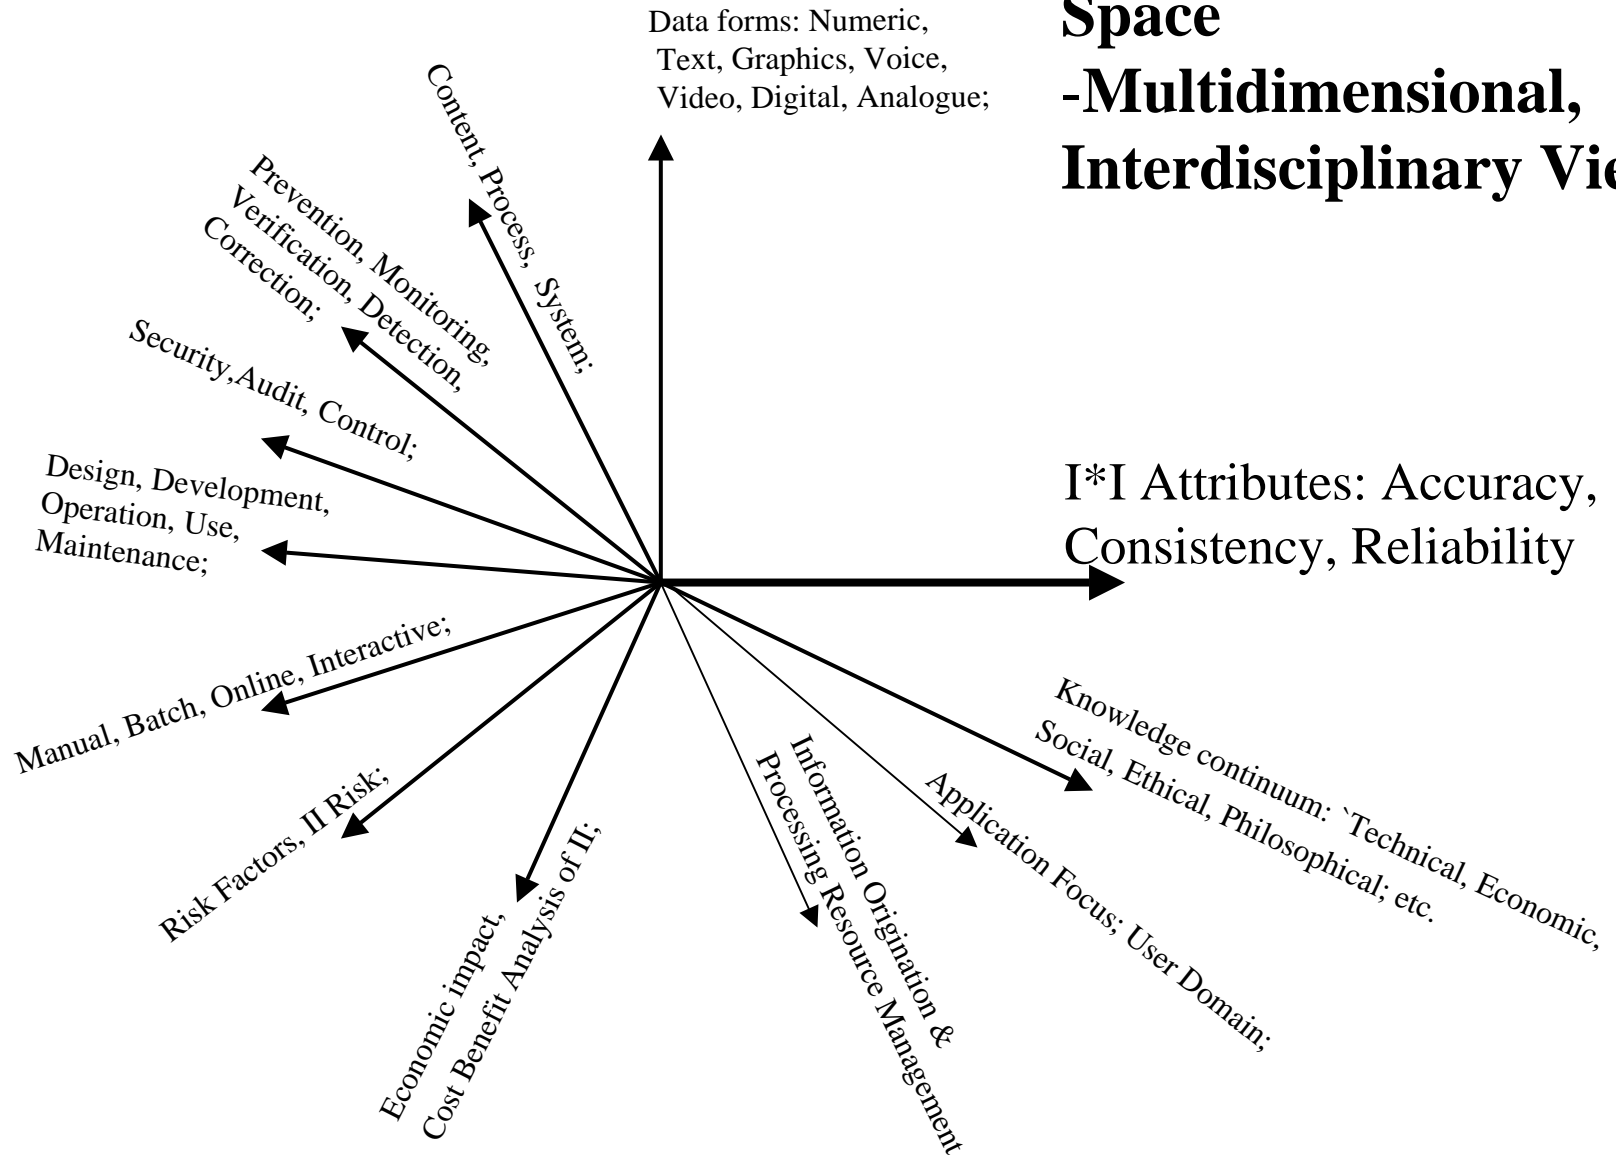 Space
-Multidimensional,
Interdisciplinary Vie
Data forms: Numeric,
Text, Graphics, Voice,
Video, Digital, Analogue;
Content, Process, System;
Prevention, Monitoring,
Verification, Detection,
Correction;
Security,Audit, Control;
Design, Development,
Operation, Use,
Maintenance;
Manual, Batch, Online, Interactive;
Risk Factors, II Risk;
Economic impact,
Cost Benefit Analysis of II;
Information Origination &
Processing Resource Management
Application Focus; User Domain;
Knowledge continuum: `Technical, Economic,
Social, Ethical, Philosophical; etc.
I*I Attributes: Accuracy,
Consistency, Reliability